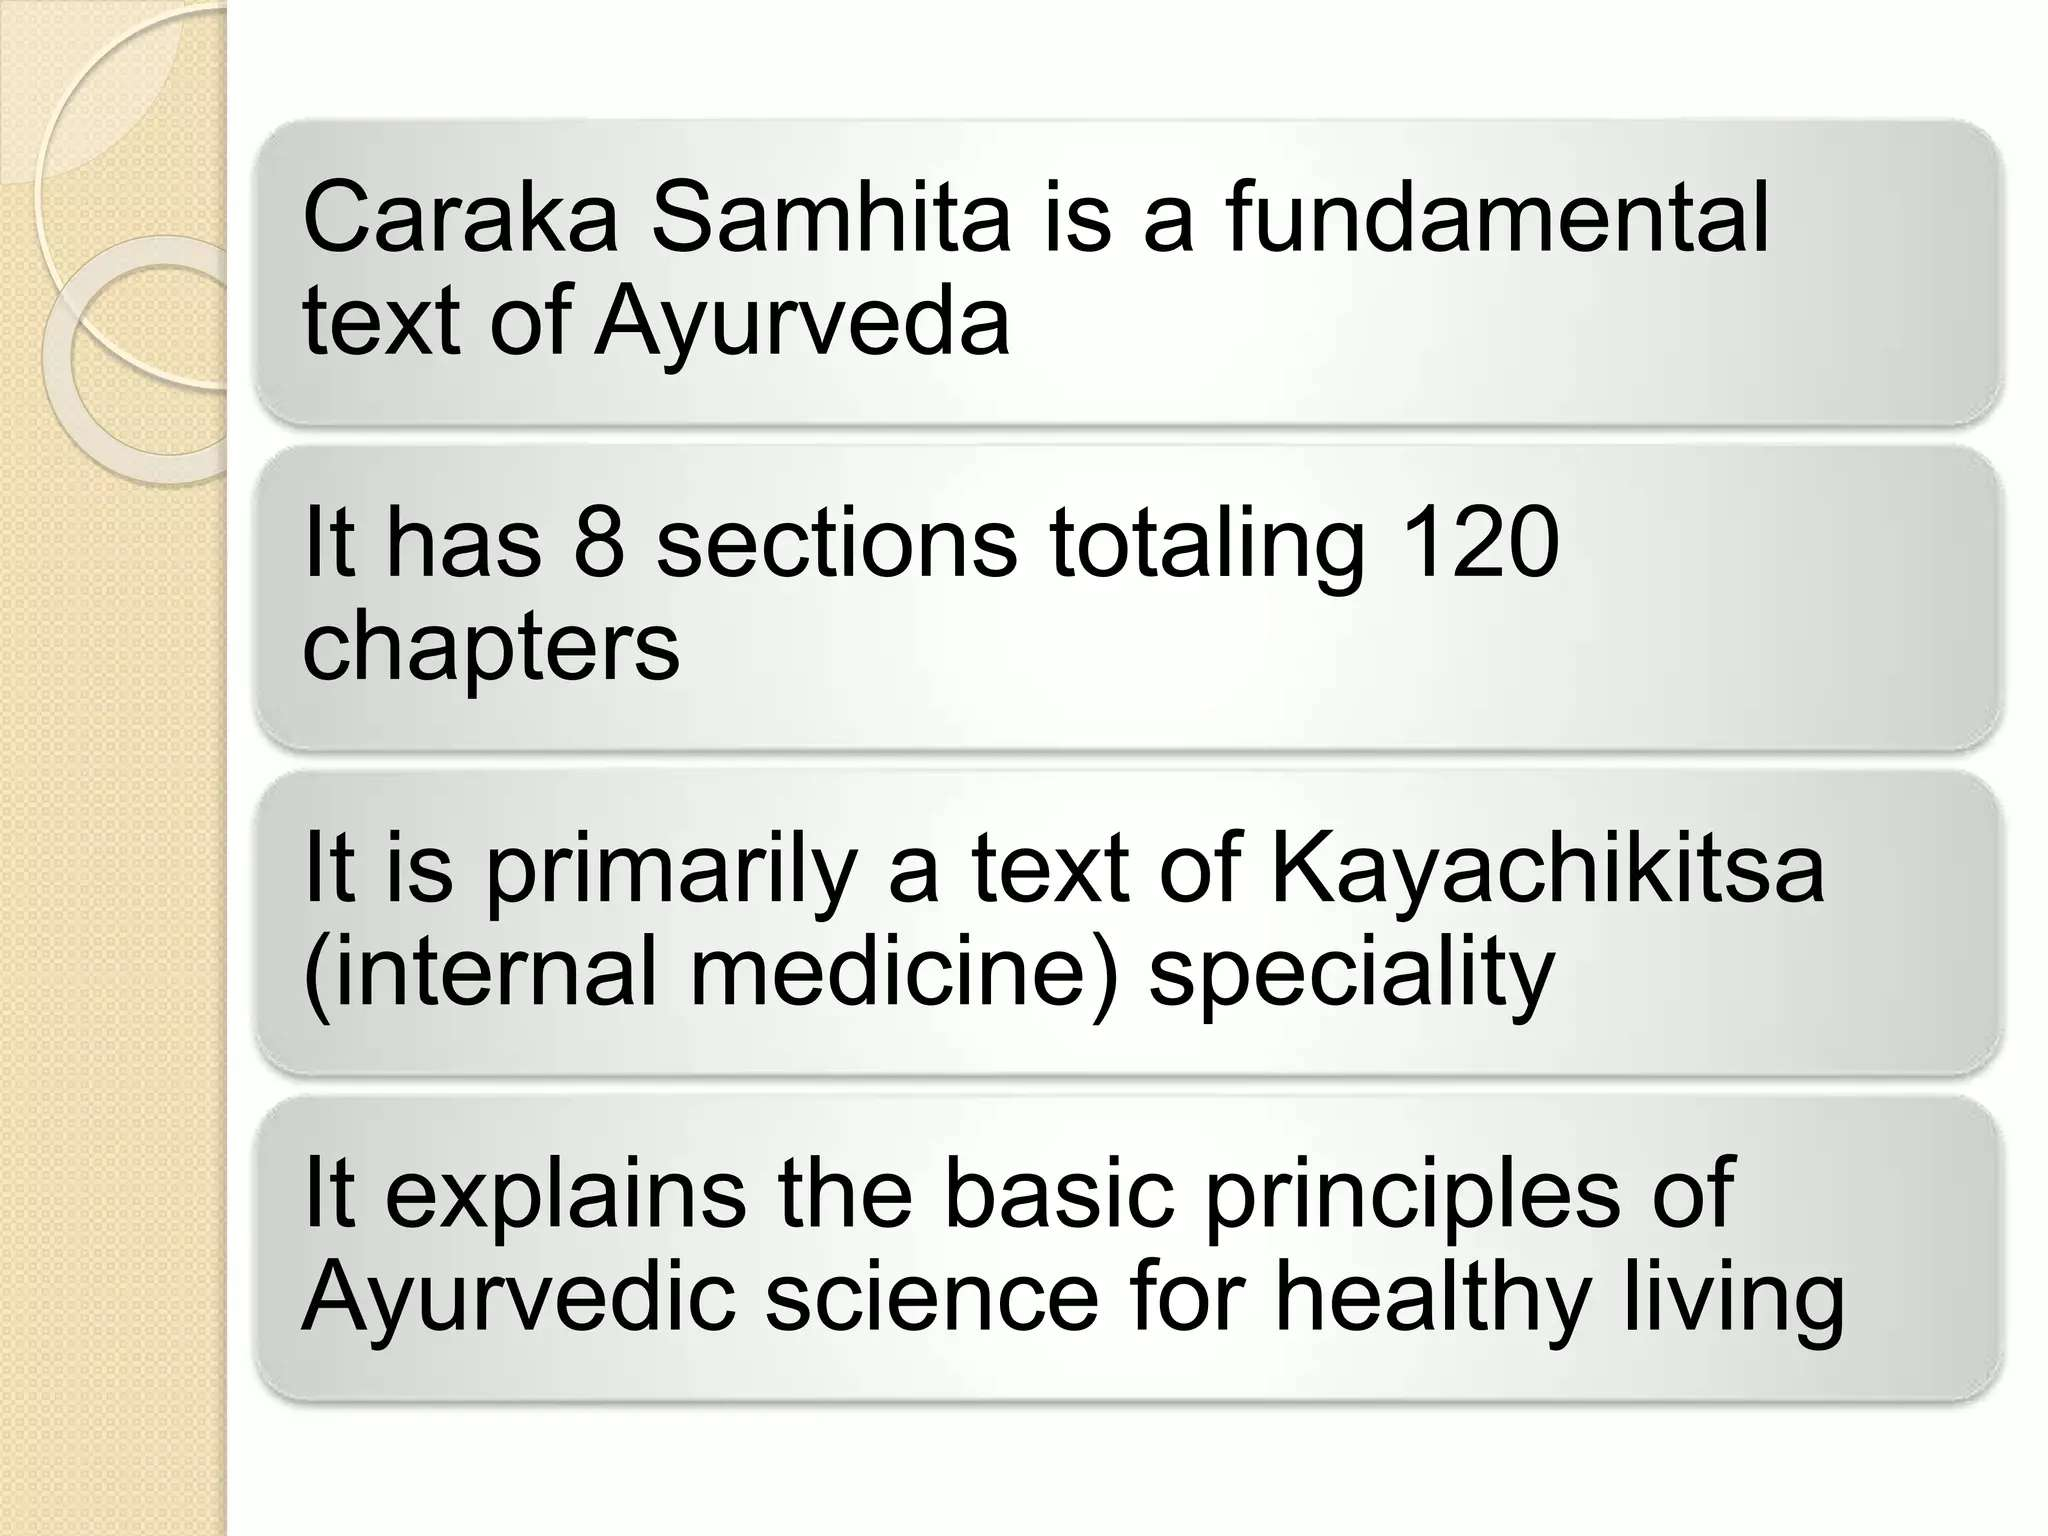 Caraka Samhita is a fundamental
text of Ayurveda
It has 8 sections totaling 120
chapters
It is primarily a text of Kayachikitsa
(internal medicine) speciality
It explains the basic principles of
Ayurvedic science for healthy living